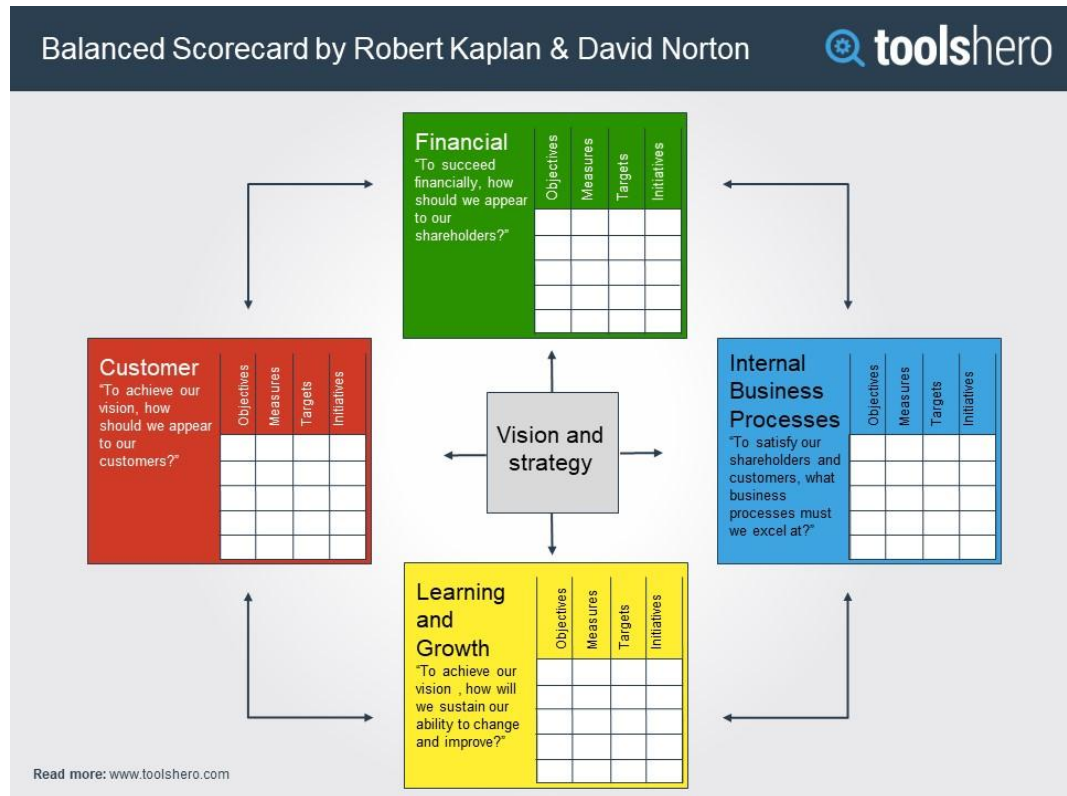 Balanced Scorecard by Robert Kaplan & David Norton
toolshero
Financial
“To succeed
financially, how
should we appear
to our
shareholders?”
Objectives
Measures
Targets
Initiatives
Customer
“To achieve our
vision, how
should we appear
to our
customers?”
Objectives
Measures
Targets
Initiatives
Vision and
strategy
Internal
Business
Processes
“To satisfy our
shareholders and
customers, what
business
processes must
we excel at?”
Objectives
Measures
Targets
Initiatives
Learning
and
Growth
“To achieve our
vision , how will
we sustain our
ability to change
and improve?”
Objectives
Measures
Targets
Initiatives
Read more: www.toolshero.com